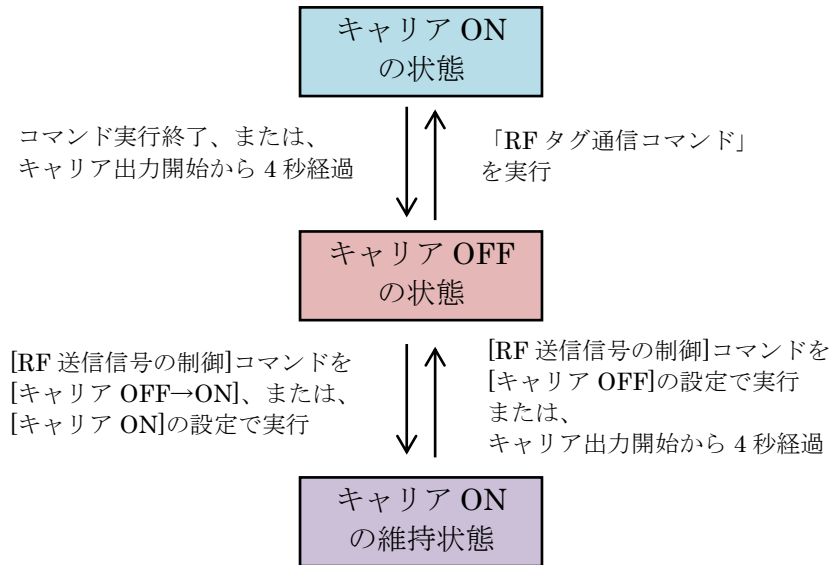 キャリア ON
の状態
コマンド実行終了、または、
キャリア出力開始から 4 秒経過
「RF タグ通信コマンド」
を実行
キャリア OFF
の状態
[RF 送信信号の制御]コマンドを
[キャリア OFF→ON]、または、
[キャリア ON]の設定で実行
[RF 送信信号の制御]コマンドを
[キャリア OFF]の設定で実行
または、
キャリア出力開始から 4 秒経過
キャリア ON
の維持状態